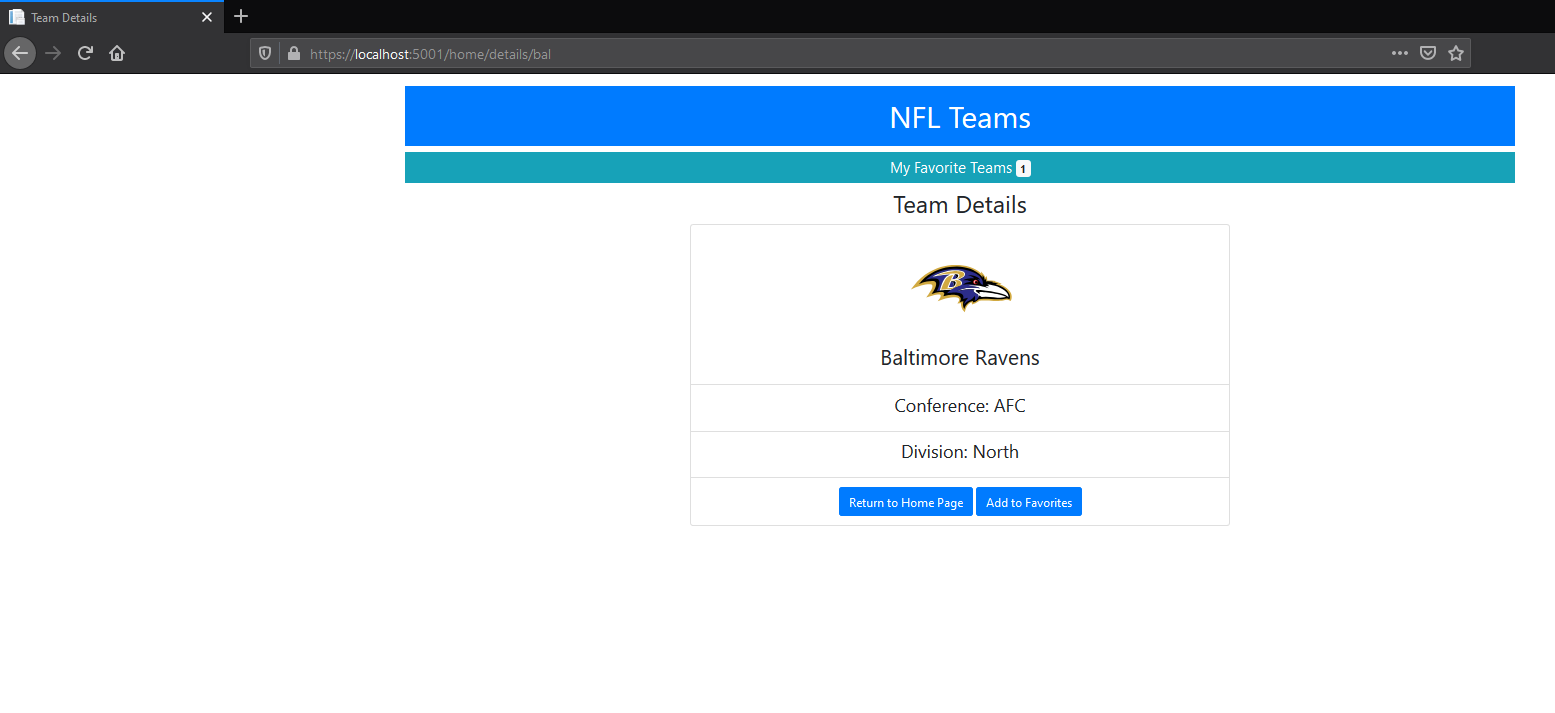 Team Details
https://localhost:5001/home/details/bal
NFL Teams
My Favorite Teams 1
Team Details
B
Baltimore Ravens
Conference: AFC
Division: North
Return to Home Page Add to Favorites